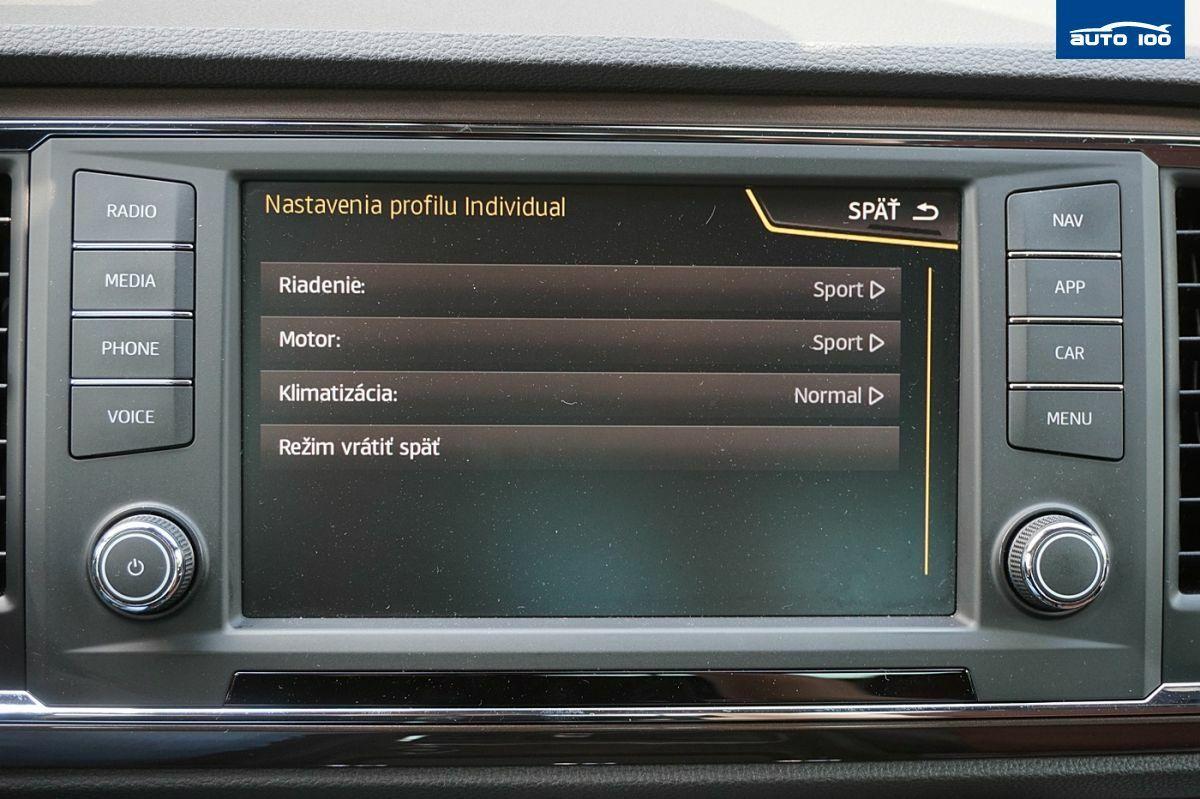 AUTO 100
RADIO
MEDIA
PHONE
VOICE
Nastavenia profilu Individual
SPÄŤ
Riadenie: Sport
Motor: Sport
Klimatizácia: Normal
Režim vrátiť späť
NAV
APP
CAR
MENU